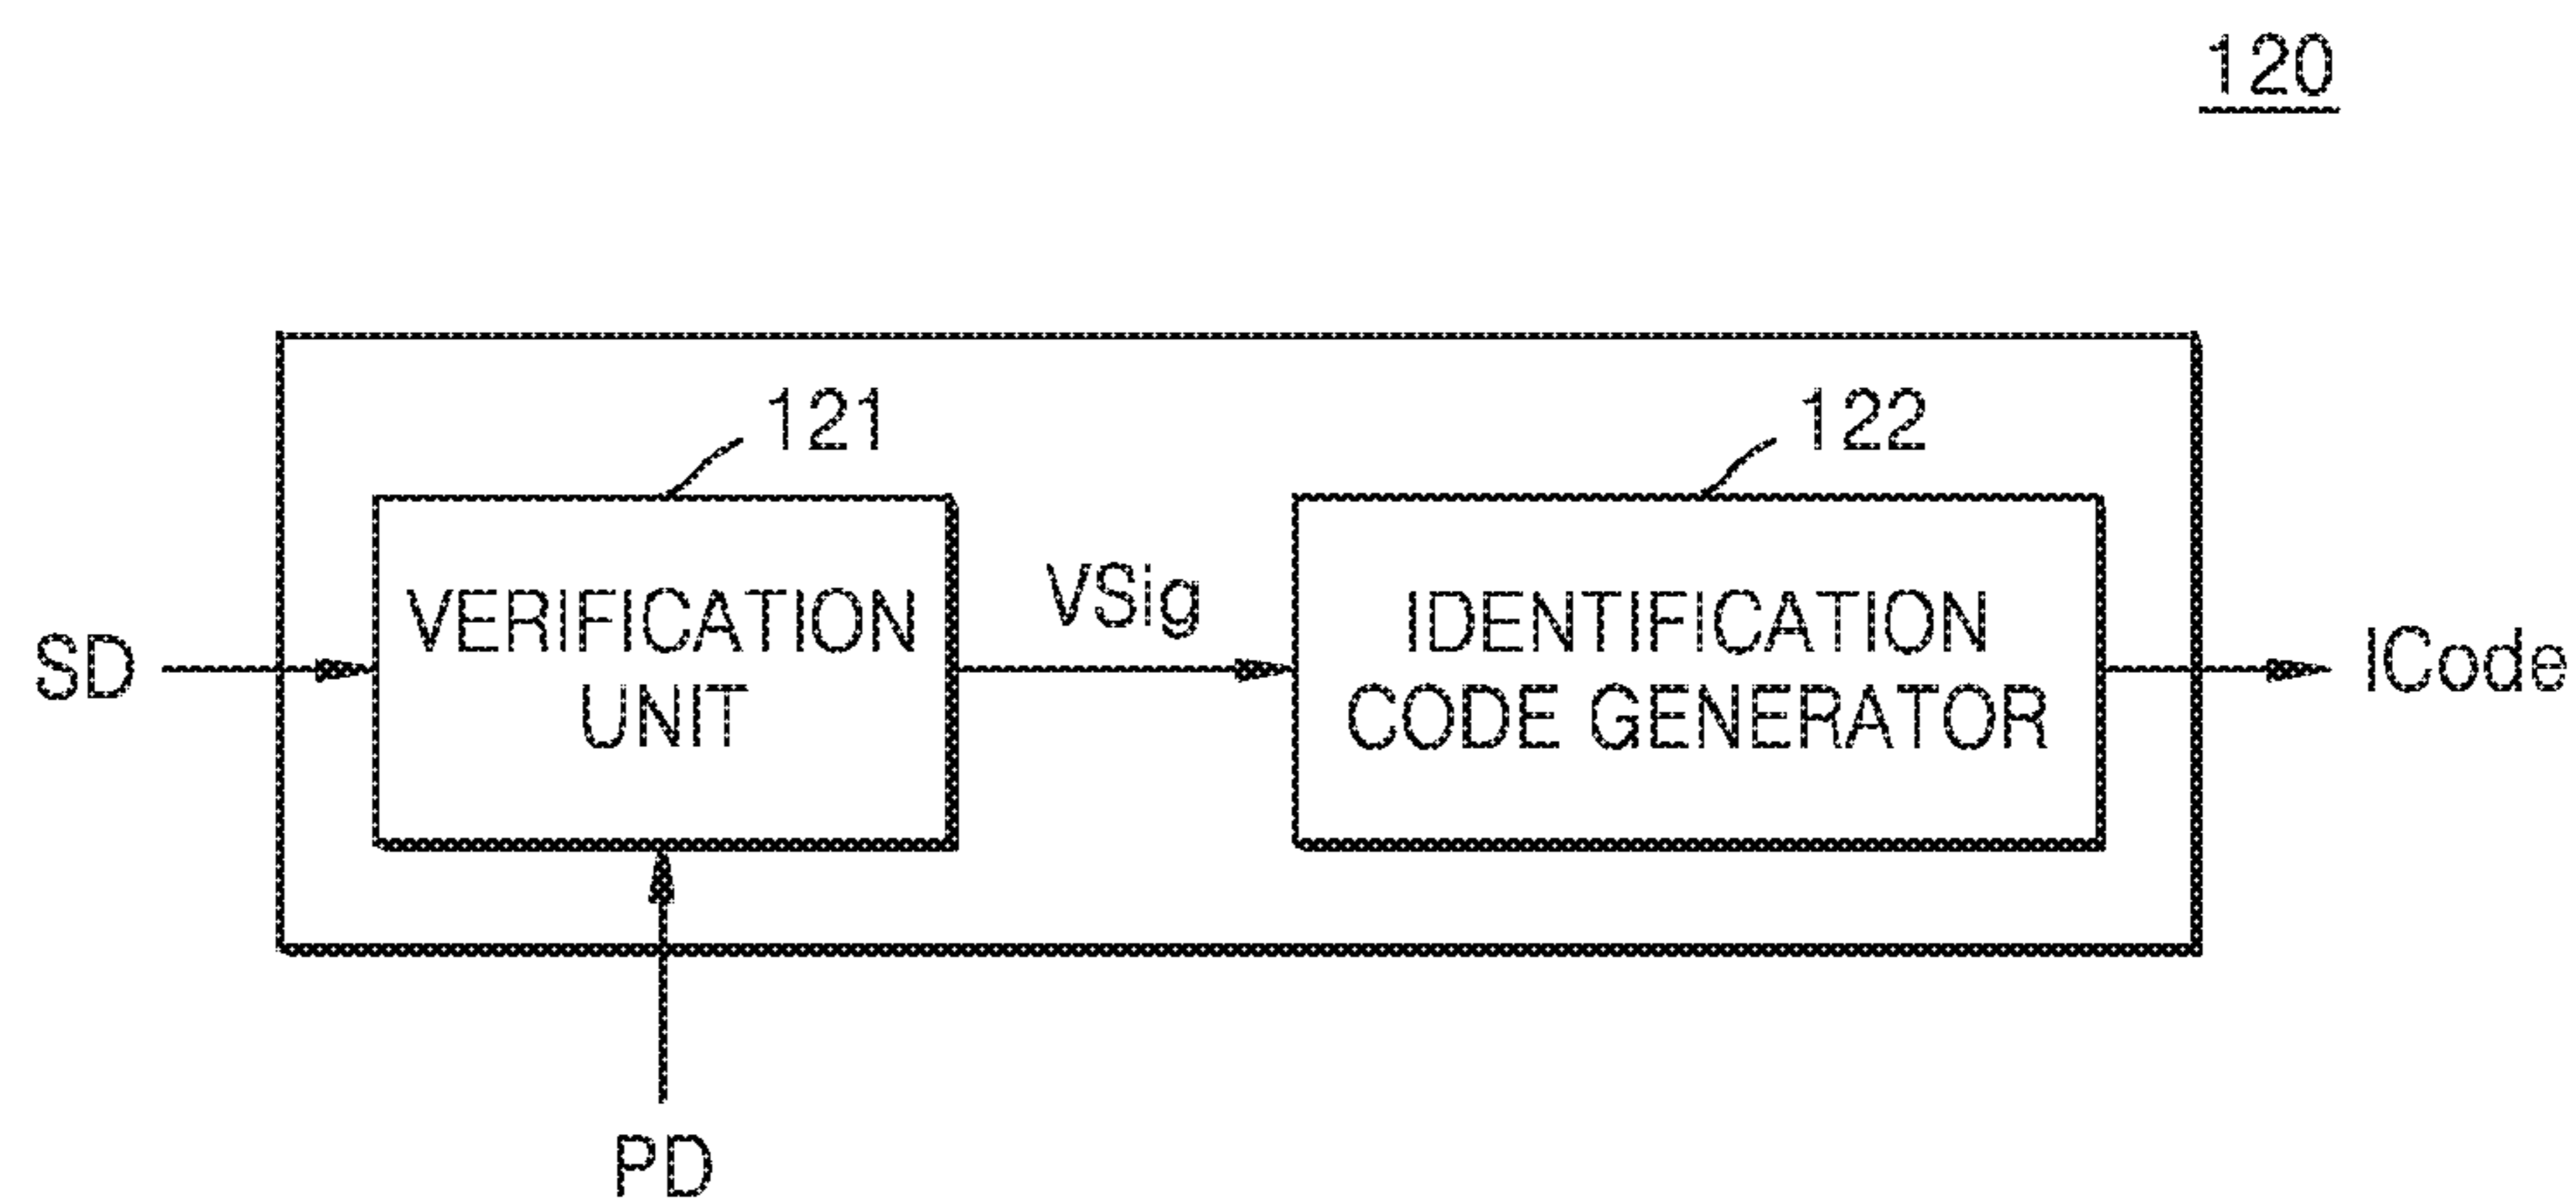 120
121
122
VERIFICATION
UNIT
VSig
IDENTIFICATION
CODE GENERATOR
SD
ICode
PD